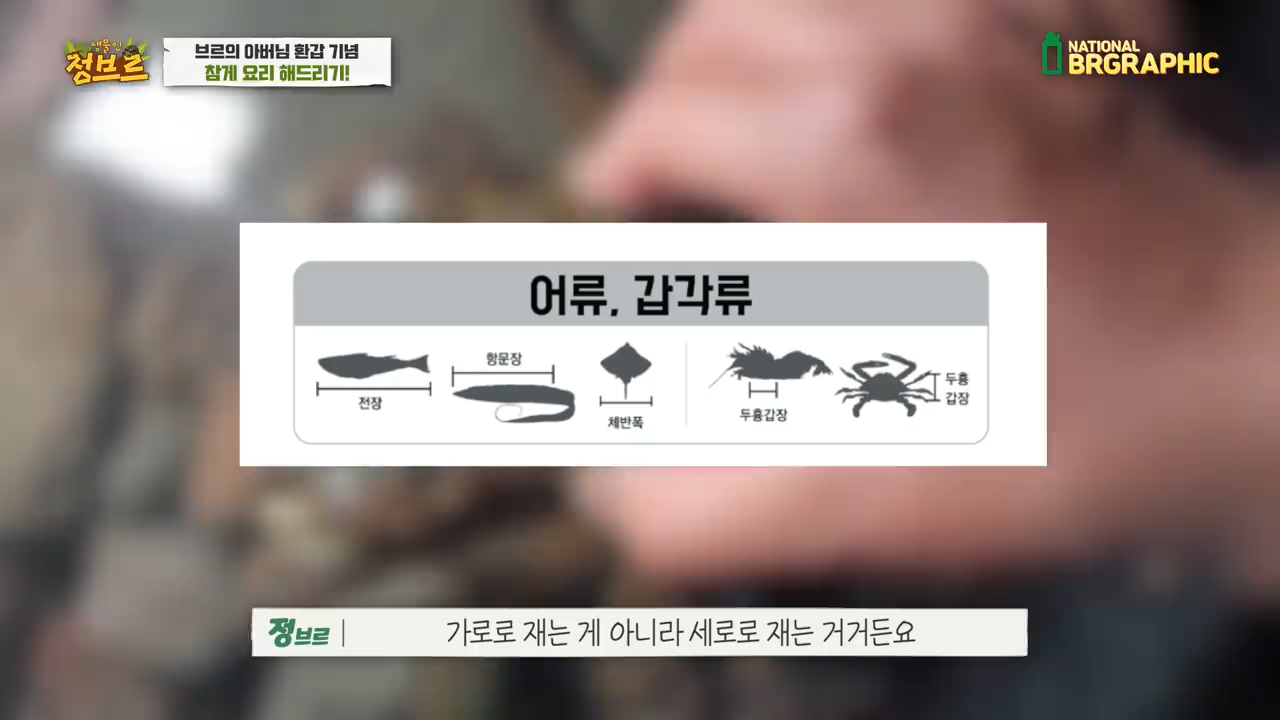 생물인
정브르
브르의 아버님 환갑 기념
참게 요리 해드리기!
NATIONAL
BRGRAPHIC
어류, 갑각류
전장
항문장
체반폭
두흉갑장
두흉
갑장
정브르
가로로 재는 게 아니라 세로로 재는 거거든요